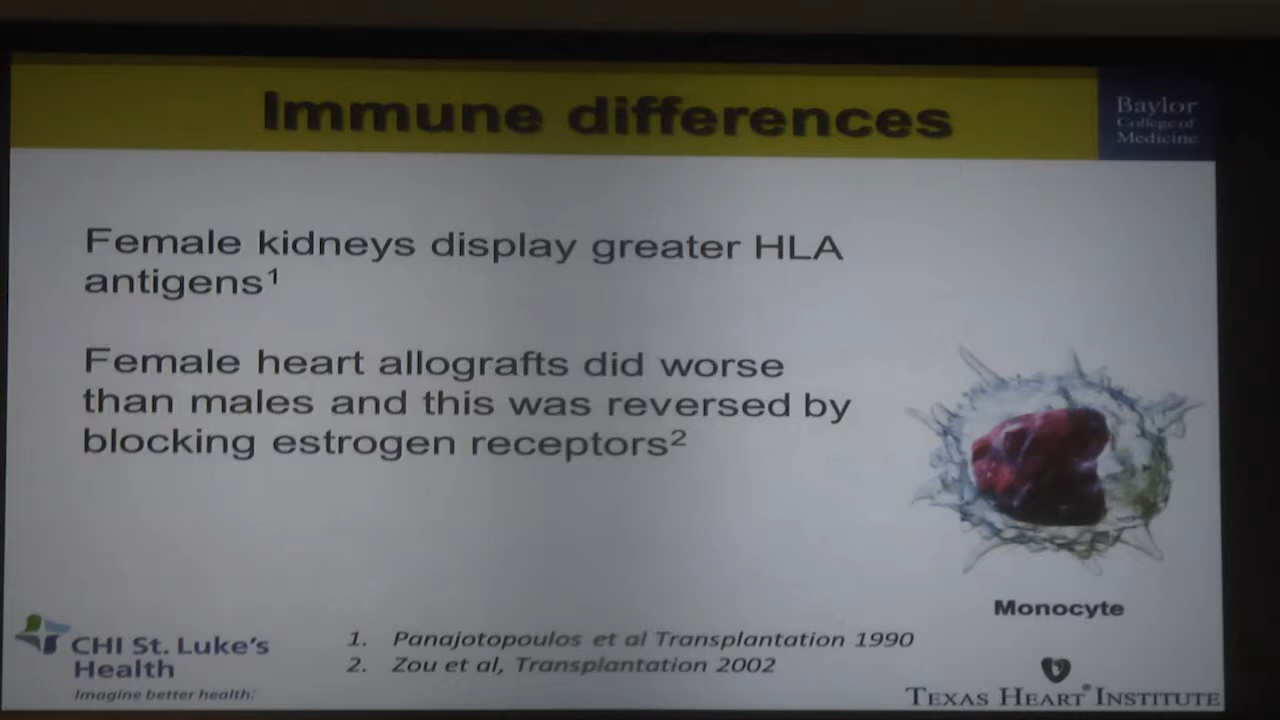 Immune differences
Baylor
College of
Medicine
Female kidneys display greater HLA
antigens¹
Female heart allografts did worse
than males and this was reversed by
blocking estrogen receptors²
Monocyte
CHI St. Luke's
Health
Imagine better health.
1. Panajotopoulos et al Transplantation 1990
2. Zou et al, Transplantation 2002
TEXAS HEART® INSTITUTE